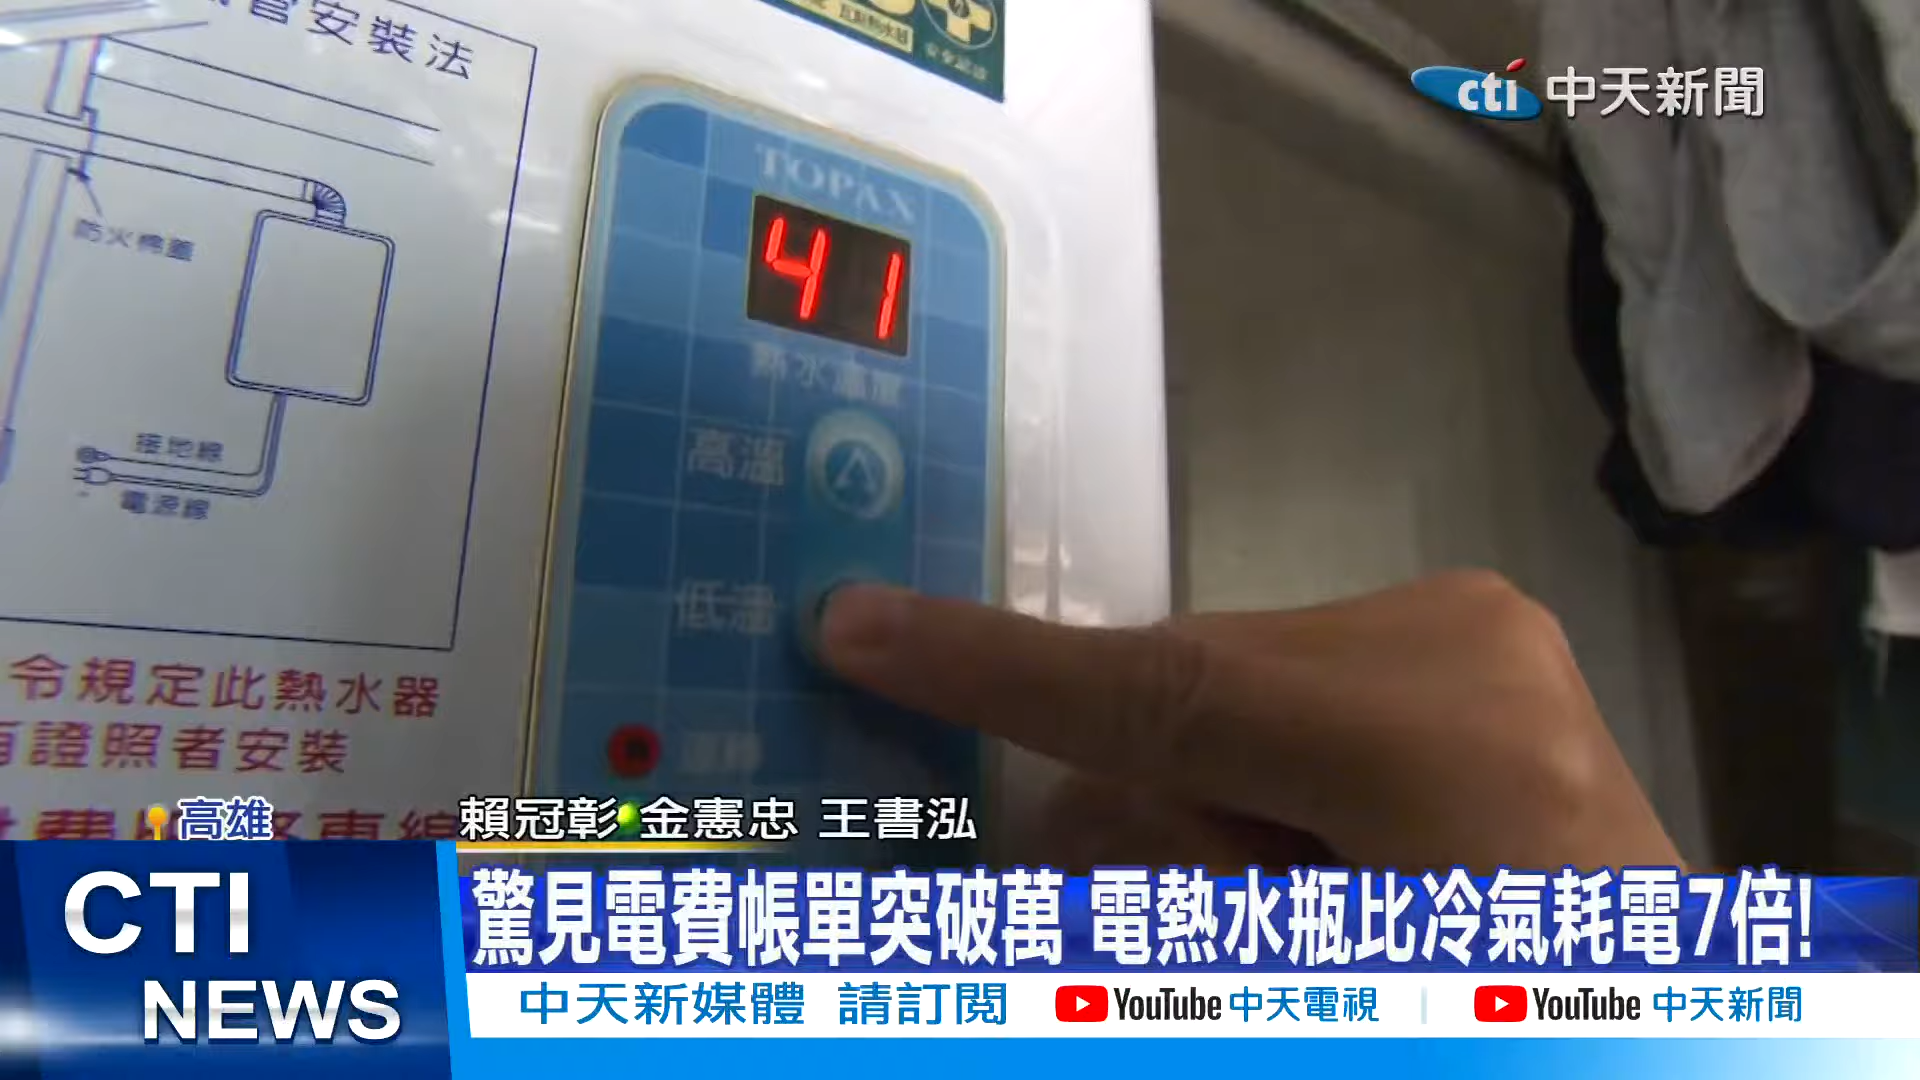 管安裝法
cti 中天新聞
TOPAX
41
熱水溫度
防火棉蓋
高溫
接地線
電源線
低溫
令規定此熱水器
有證照者安裝
高雄
賴冠彰 金憲忠 王書泓
CTI NEWS
驚見電費帳單突破萬 電熱水瓶比冷氣耗電7倍!
中天新媒體 請訂閱 YouTube 中天電視 | YouTube 中天新聞